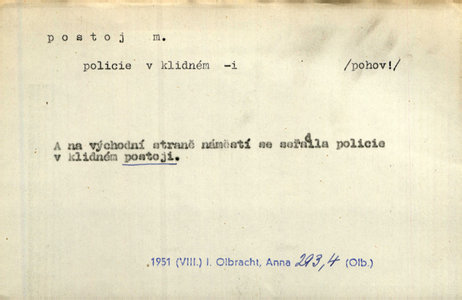 postoj m.
policie v klidném -i /pohov!/
A na východní straně náměstí se seřadila policie
v klidném postoji.
1951 (VIII.) I. Olbracht, Anna 293,4 (Olb.)